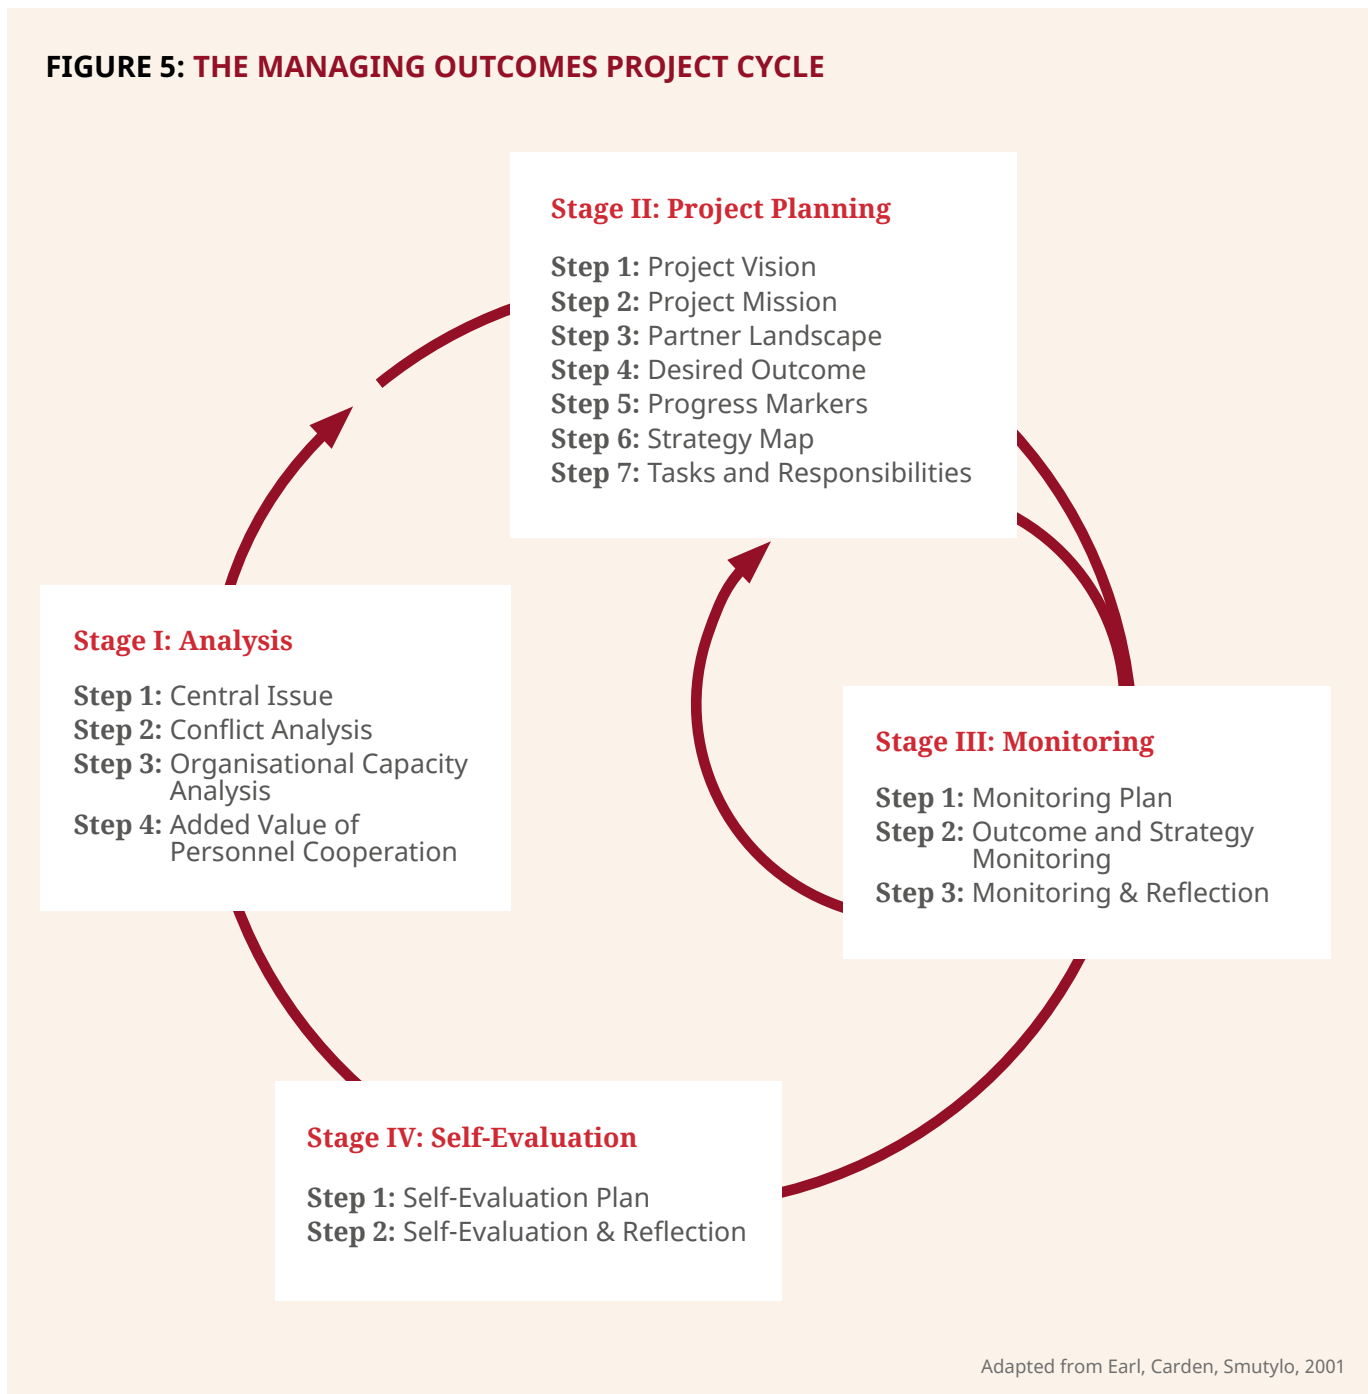 FIGURE 5: THE MANAGING OUTCOMES PROJECT CYCLE
Stage II: Project Planning
Step 1: Project Vision
Step 2: Project Mission
Step 3: Partner Landscape
Step 4: Desired Outcome
Step 5: Progress Markers
Step 6: Strategy Map
Step 7: Tasks and Responsibilities
Stage I: Analysis
Step 1: Central Issue
Step 2: Conflict Analysis
Step 3: Organisational Capacity
Analysis
Step 4: Added Value of
Personnel Cooperation
Stage III: Monitoring
Step 1: Monitoring Plan
Step 2: Outcome and Strategy
Monitoring
Step 3: Monitoring & Reflection
Stage IV: Self-Evaluation
Step 1: Self-Evaluation Plan
Step 2: Self-Evaluation & Reflection
Adapted from Earl, Carden, Smutylo, 2001